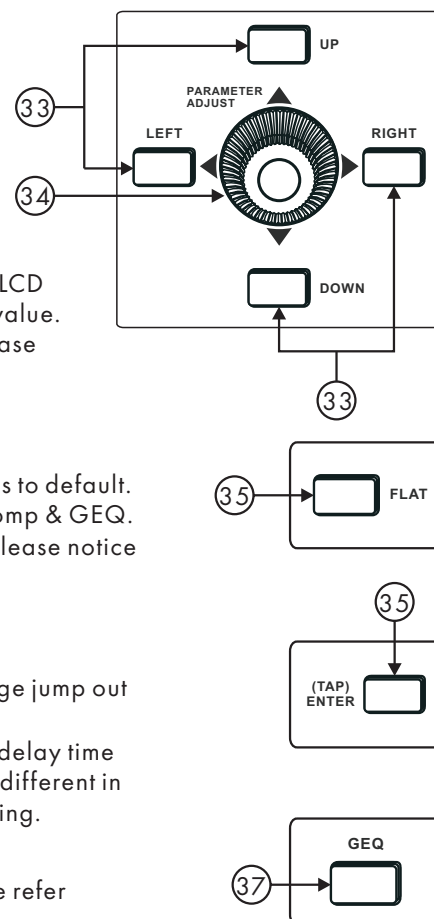 UP
33
PARAMETER
ADJUST
LEFT
RIGHT
34
LCD
value.
ase
DOWN
33
s to default.
35
FLAT
omp & GEQ.
lease notice
35
ge jump out
(TAP)
ENTER
delay time
different in
ing.
GEQ
37
e refer